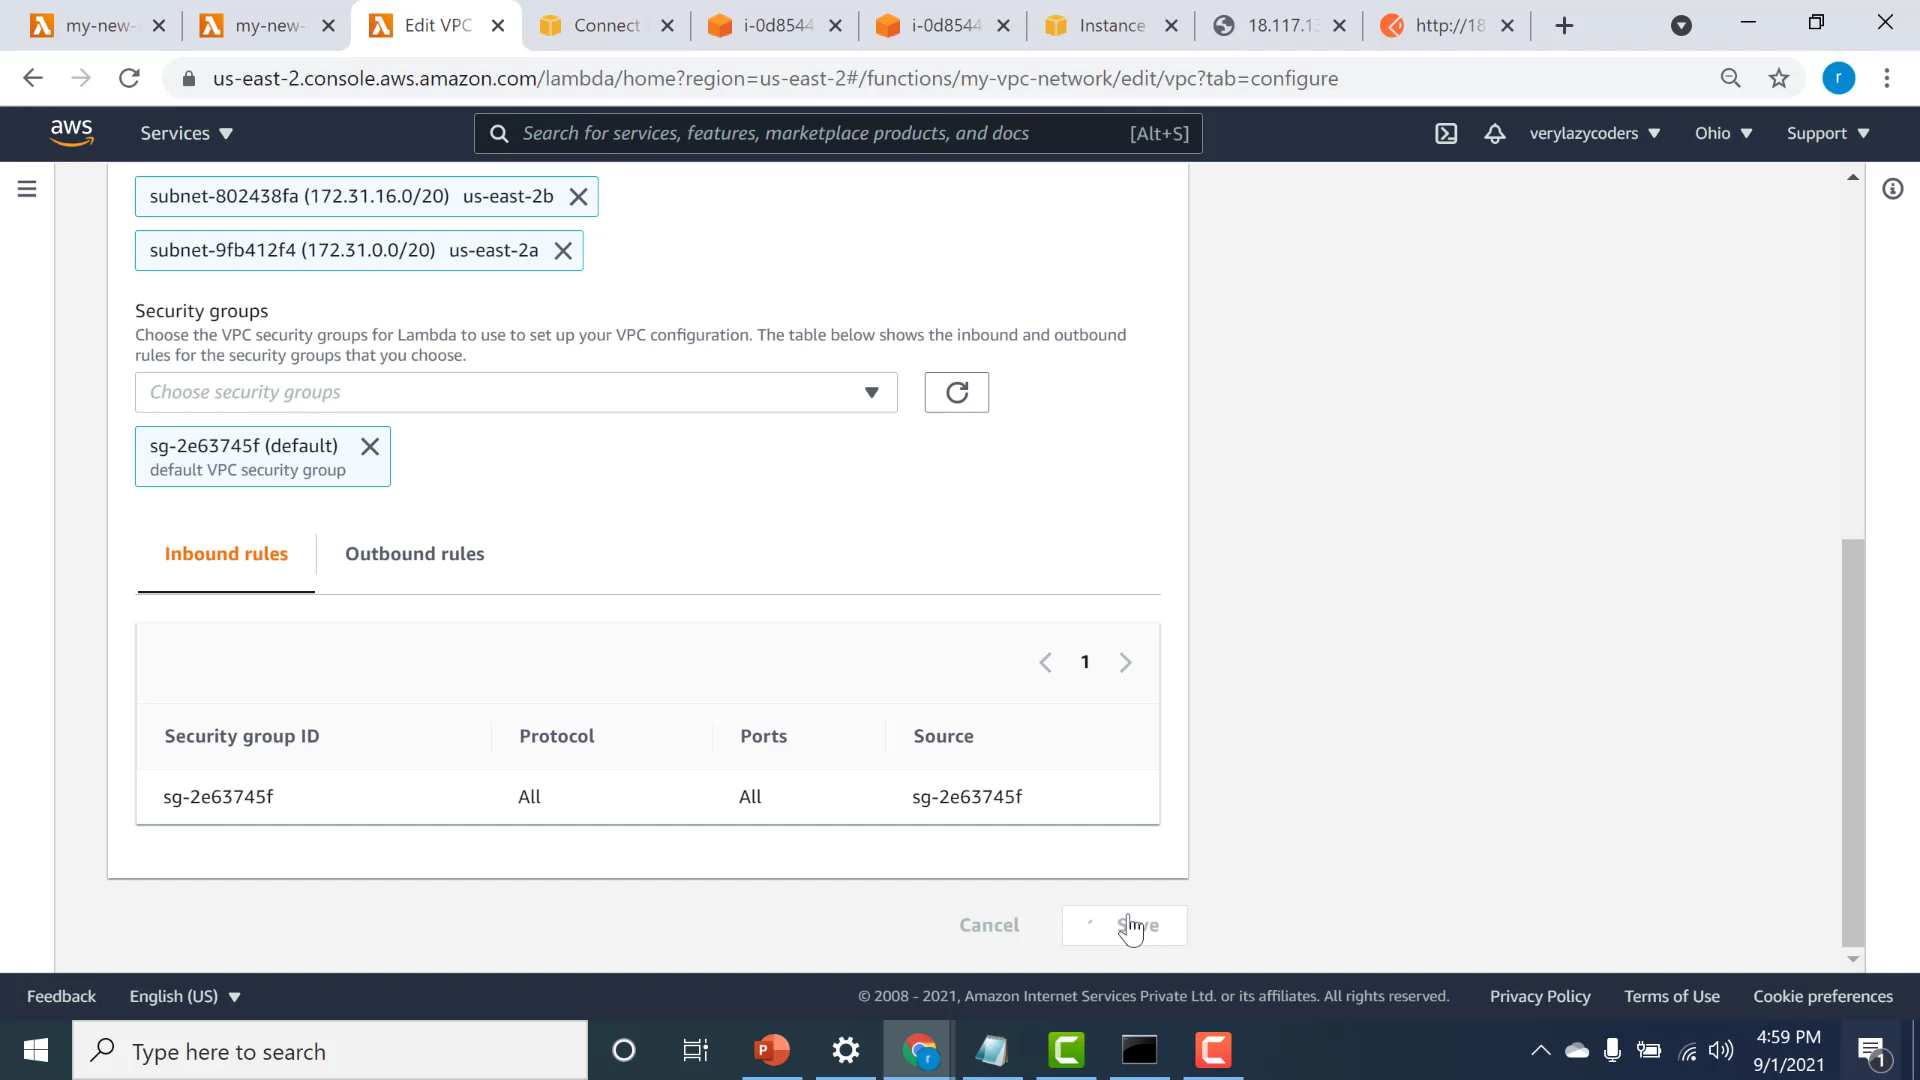 my-new-
my-new-
Edit VPC
Connect
i-0d8544
i-0d8544
Instance
18.117.1
http://18
us-east-2.console.aws.amazon.com/lambda/home?region=us-east-2#/functions/my-vpc-network/edit/vpc?tab=configure
r
aws
Services
Search for services, features, marketplace products, and docs
[Alt+S]
verylazycoders
Ohio
Support
subnet-802438fa (172.31.16.0/20) us-east-2b
subnet-9fb412f4 (172.31.0.0/20) us-east-2a
Security groups
Choose the VPC security groups for Lambda to use to set up your VPC configuration. The table below shows the inbound and outbound
rules for the security groups that you choose.
Choose security groups
sg-2e63745f (default)
default VPC security group
Inbound rules
Outbound rules
1
Security group ID
Protocol
Ports
Source
sg-2e63745f
All
All
sg-2e63745f
Cancel
Save
Feedback
English (US)
© 2008 - 2021, Amazon Internet Services Private Ltd. or its affiliates. All rights reserved.
Privacy Policy
Terms of Use
Cookie preferences
Type here to search
P
r
4:59 PM
9/1/2021
1